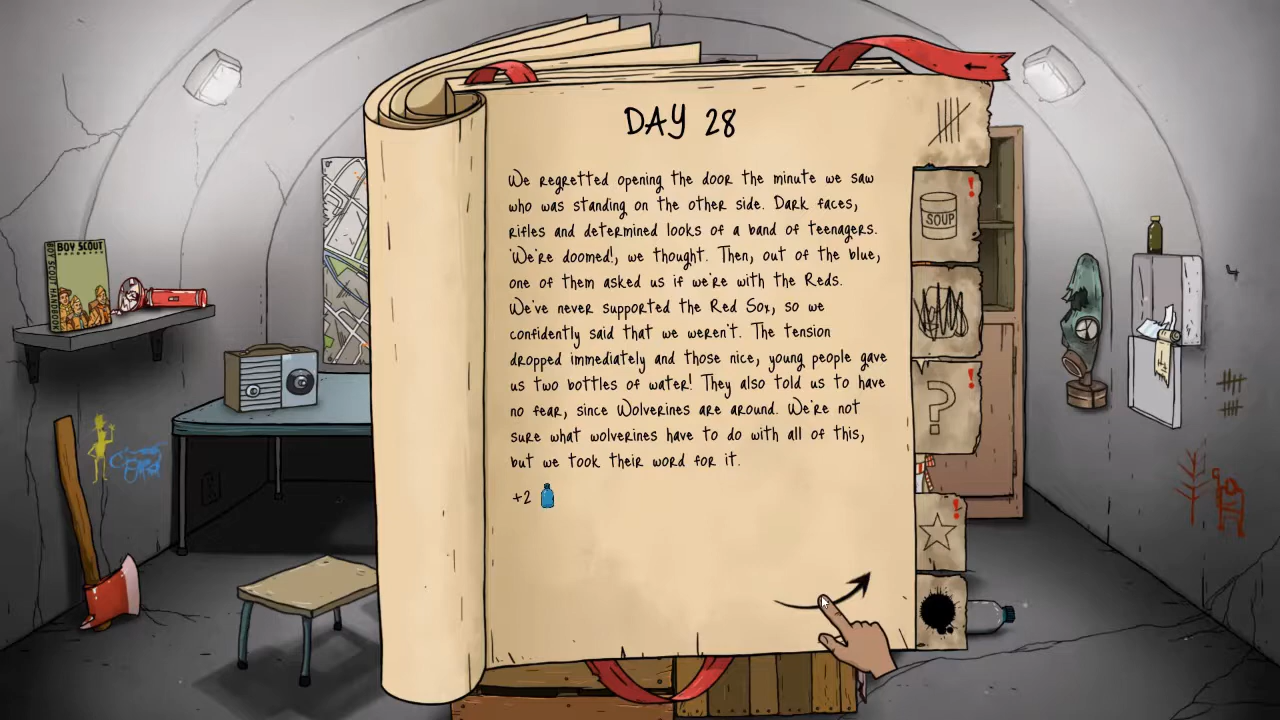 DAY 28
We regretted opening the door the minute we saw
who was standing on the other side. Dark faces,
rifles and determined looks of a band of teenagers.
'We're doomed!, we thought. Then, out of the blue,
one of them asked us if we're with the Reds.
We've never supported the Red Sox, so we
confidently said that we weren't. The tension
dropped immediately and those nice, young people gave
us two bottles of water! They also told us to have
no fear, since Wolverines are around. We're not
sure what wolverines have to do with all of this,
but we took their word for it.
+2
SOUP
!
?
!
!
BOY SCOUT
BOY SCOUT HANDBOOK